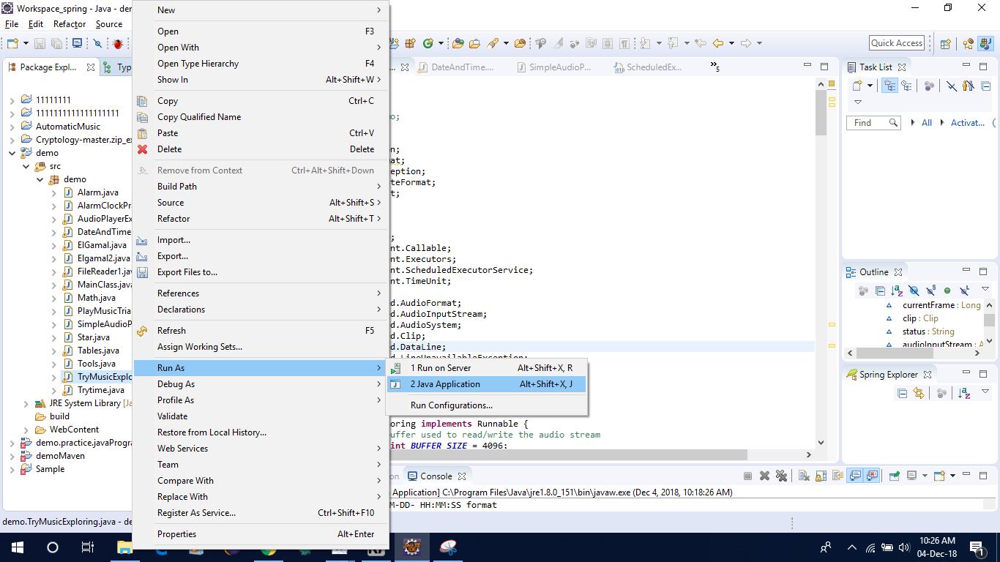 Workspace_spring - Java - dem
File Edit Refactor Source
Quick Access
Package Expl...
Typ
11111111
1111111111111111111
AutomaticMusic
Cryptology-master.zip_ex
demo
src
demo
Alarm.java
AlarmClockPr
AudioPlayerEx
DateAndTime
ElGamal.java
Elgamal2.java
FileReader1.java
MainClass.java
Math.java
PlayMusicTria
SimpleAudioP
Star.java
Tables.java
Tools.java
TryMusicExplo
Trytime.java
JRE System Library [Ja
build
WebContent
demo.practice.javaProgra
demoMaven
Sample
demo.TryMusicExploring.java - de
New
Open F3
Open With
Open Type Hierarchy F4
Show In Alt+Shift+W
Copy Ctrl+C
Copy Qualified Name
Paste Ctrl+V
Delete Delete
Remove from Context Ctrl+Alt+Shift+Down
Build Path
Source Alt+Shift+S
Refactor Alt+Shift+T
Import...
Export...
Export Files to...
References
Declarations
Refresh F5
Assign Working Sets...
Run As
Debug As
Profile As
Validate
Restore from Local History...
Web Services
Team
Compare With
Replace With
Register As Service... Ctrl+Shift+F10
Properties Alt+Enter
1 Run on Server Alt+Shift+X, R
2 Java Application Alt+Shift+X, J
Run Configurations...
DateAndTime....
SimpleAudioP...
ScheduledEx...
»5
o;
n;
at;
eption;
teFormat;
t;
;
nt.Callable;
nt.Executors;
nt.ScheduledExecutorService;
nt.TimeUnit;
d.AudioFormat;
d.AudioInputStream;
d.AudioSystem;
d.Clip;
d.DataLine;
d.LineUnavailableException;
oring implements Runnable {
uffer used to read/write the audio stream
int BUFFER_SIZE = 4096;
on
Console
Application] C:\Program Files\Java\jre1.8.0_151\bin\javaw.exe (Dec 4, 2018, 10:18:26 AM)
M-DD- HH:MM:SS format
Task List
Find
All
Activat...
Outline
currentFrame : Long
clip : Clip
status : String
audioInputStream : A
Spring Explorer
10:26 AM
04-Dec-18
1